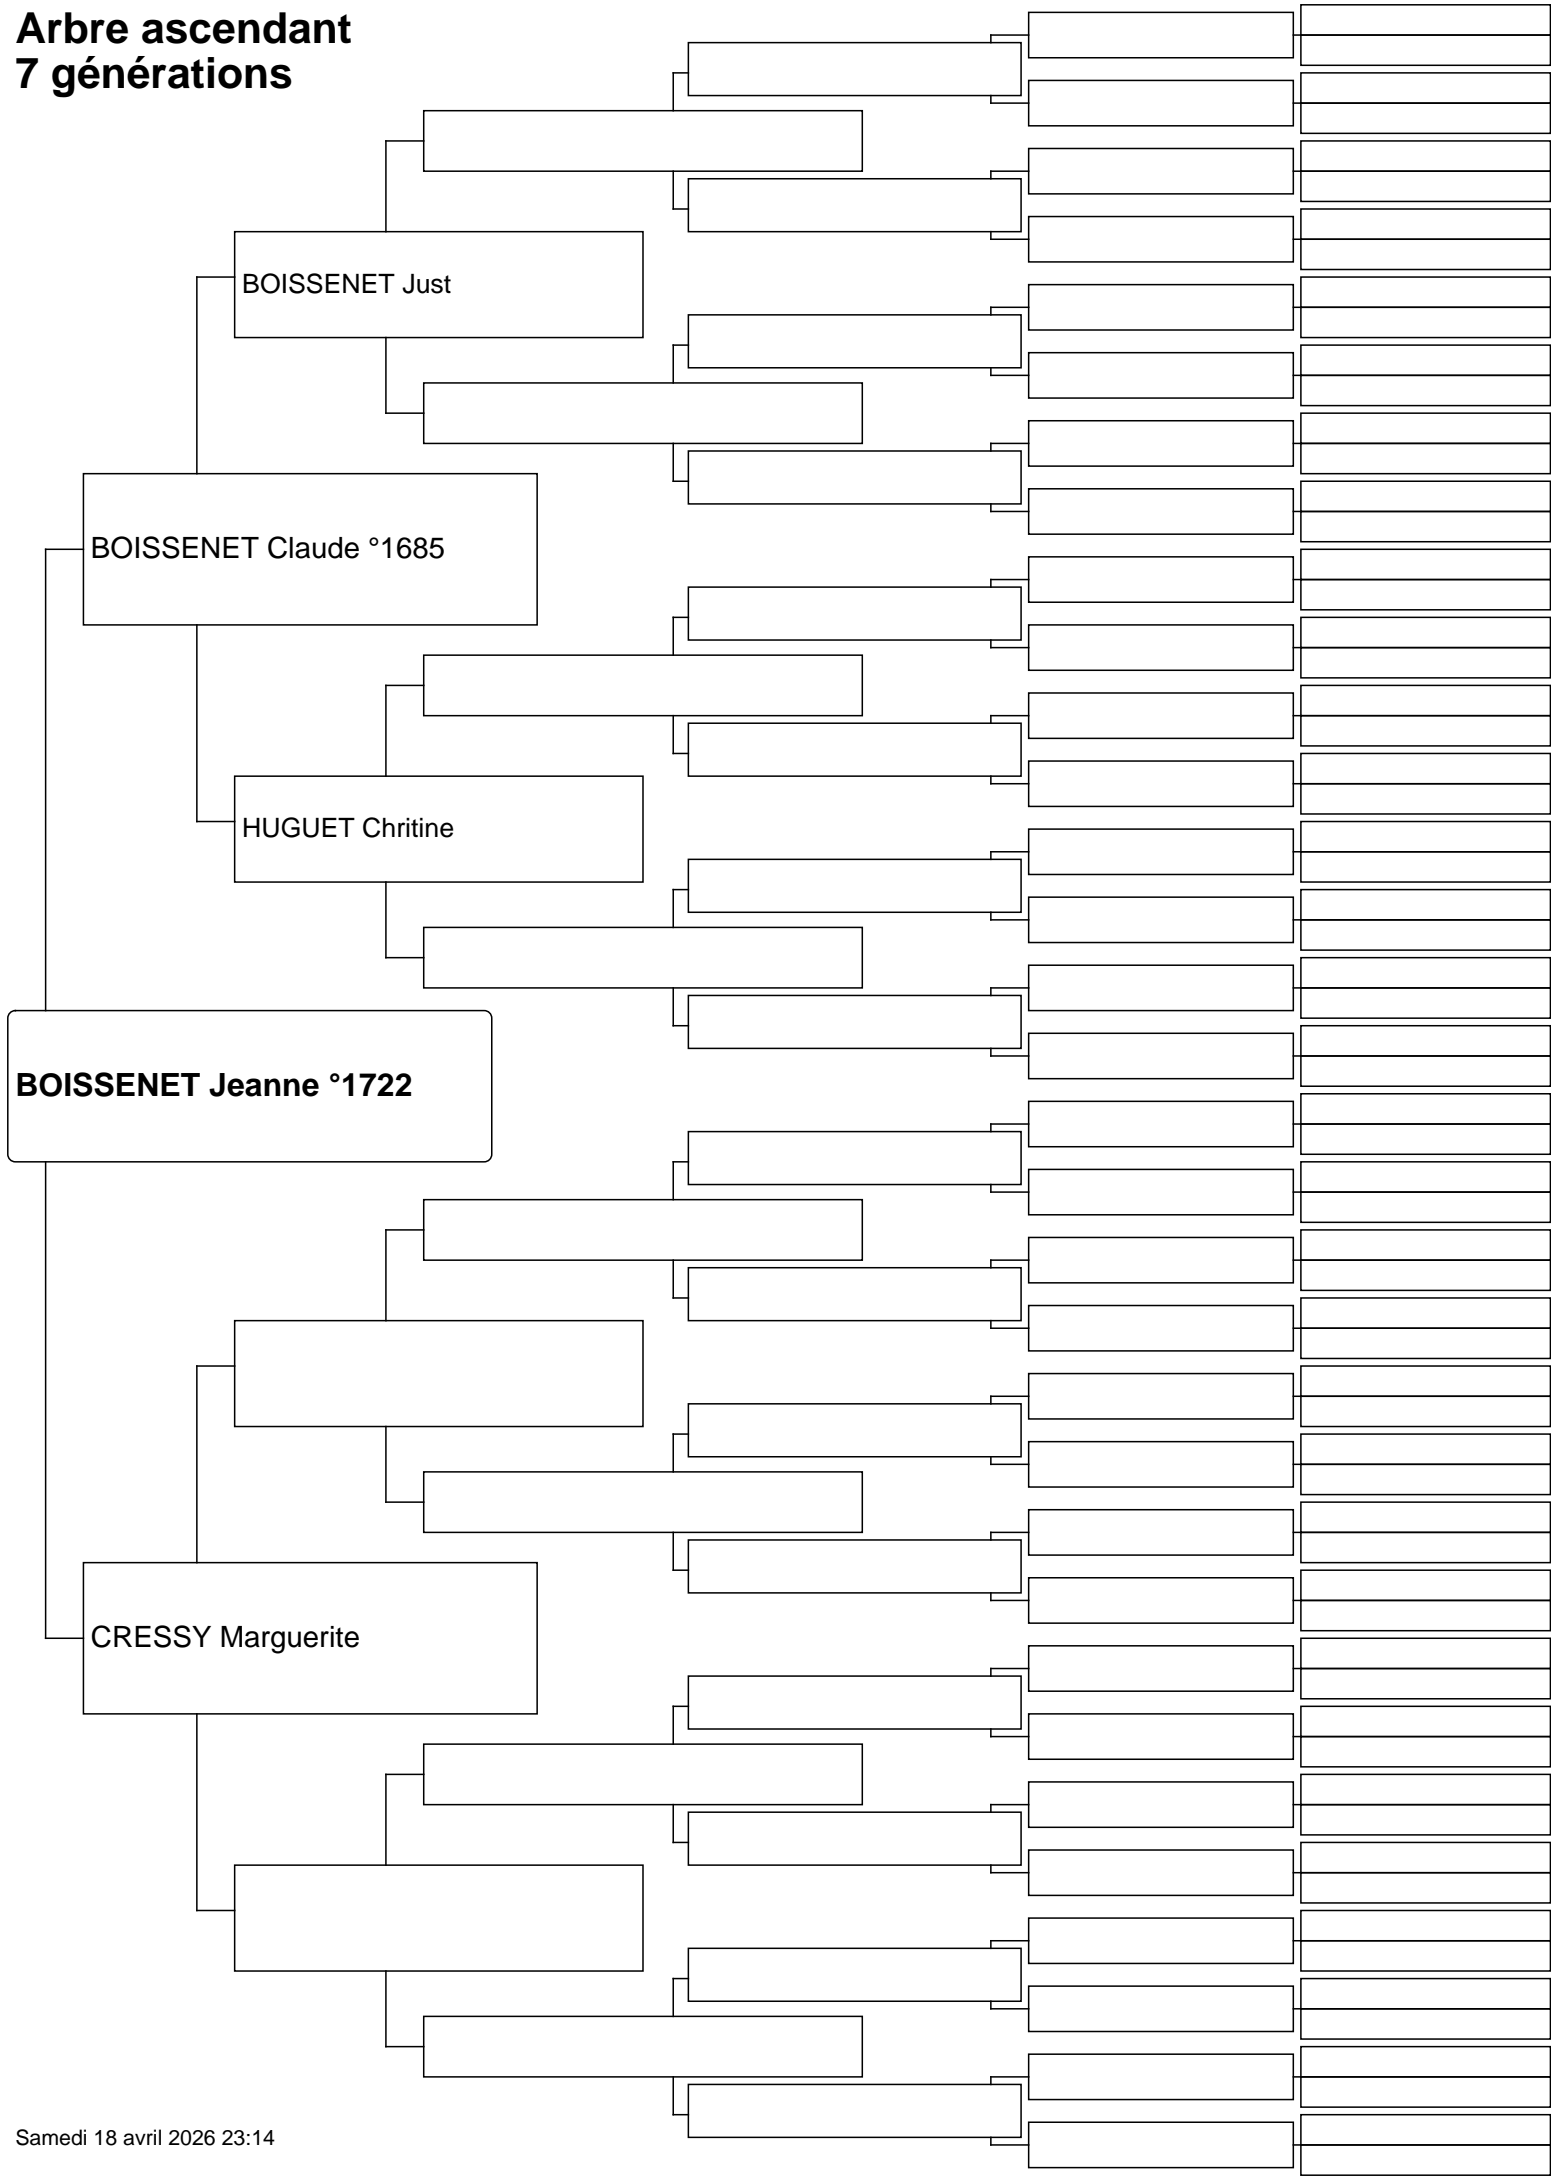 Arbre ascendant
7 générations
BOISSENET Just
BOISSENET Claude °1685
HUGUET Chritine
BOISSENET Jeanne °1722
CRESSY Marguerite
Samedi 18 avril 2026 23:14